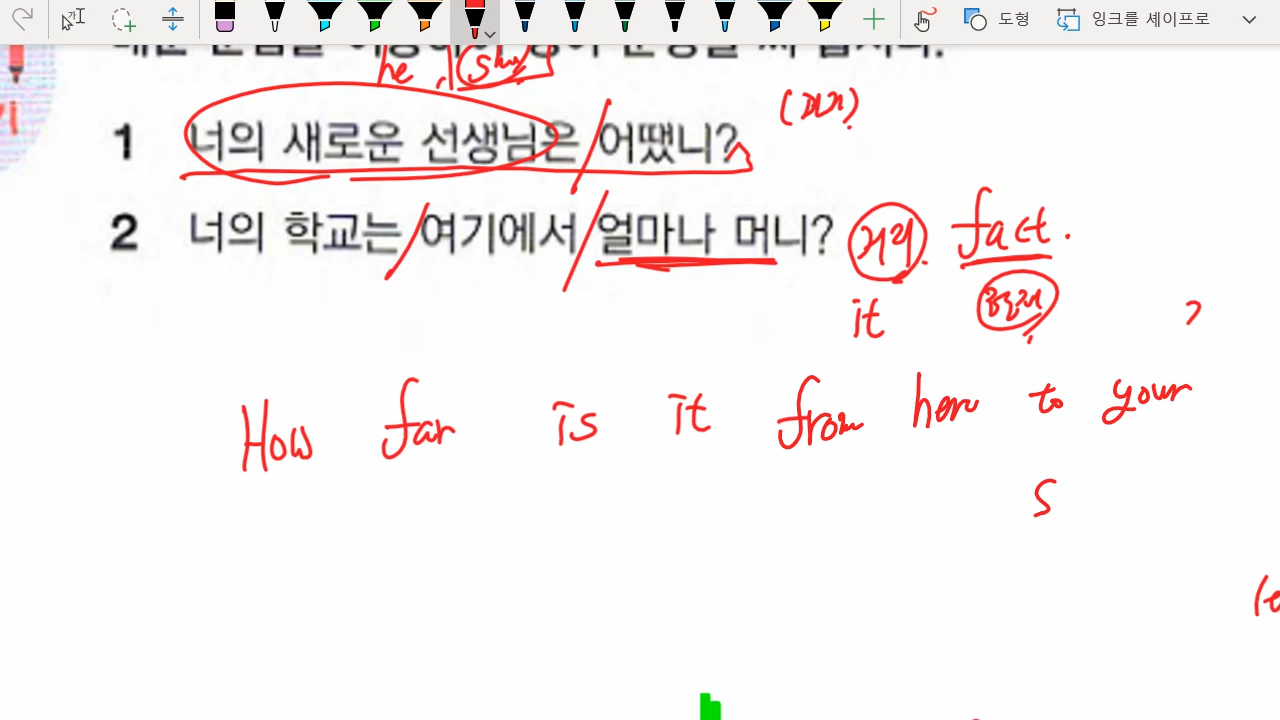 도형 잉크를 셰이프로
he
1 너의 새로운 선생님은 어땠니? (과거)
2 너의 학교는 여기에서 얼마나 머니? 거리 fact.
it 현재 ?
How far is it from here to your
s